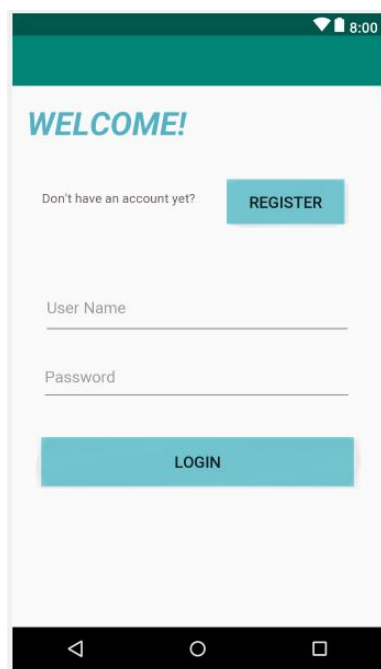 8:00
WELCOME!
Don't have an account yet?
REGISTER
User Name
Password
LOGIN